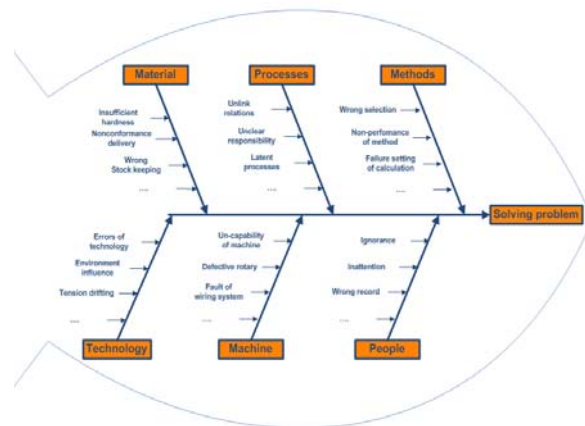 Material
Processes
Methods
Insufficient
hardness
Nonconformance
delivery
Wrong
Stock keeping
....
Unlink
relations
Unclear
responsibility
Latent
processes
....
Wrong selection
Non-perfomance
of method
Failure setting
of calculation
....
Solving problem
Errors of
technology
Environment
influence
Tension drifting
....
Un-capability
of machine
Defective rotary
Fault of
wiring system
....
Ignorance
Inattention
Wrong record
....
Technology
Machine
People